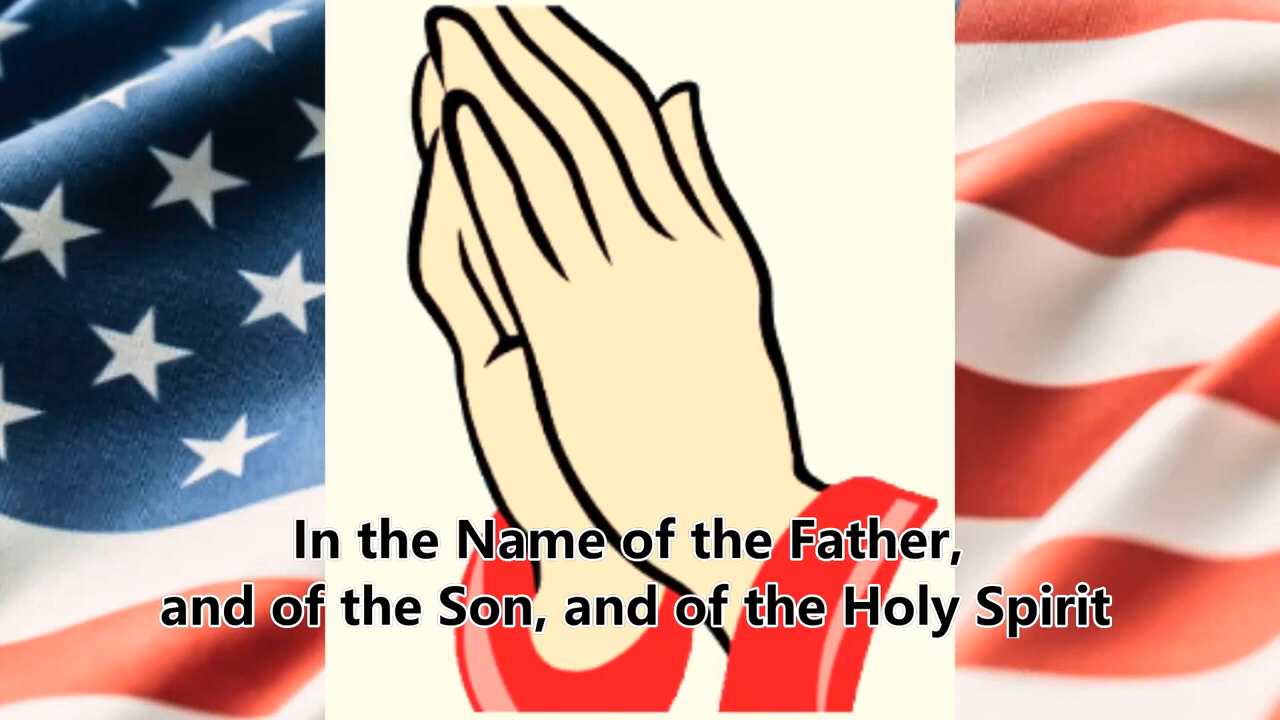 In the Name of the Father,
and of the Son, and of the Holy Spirit